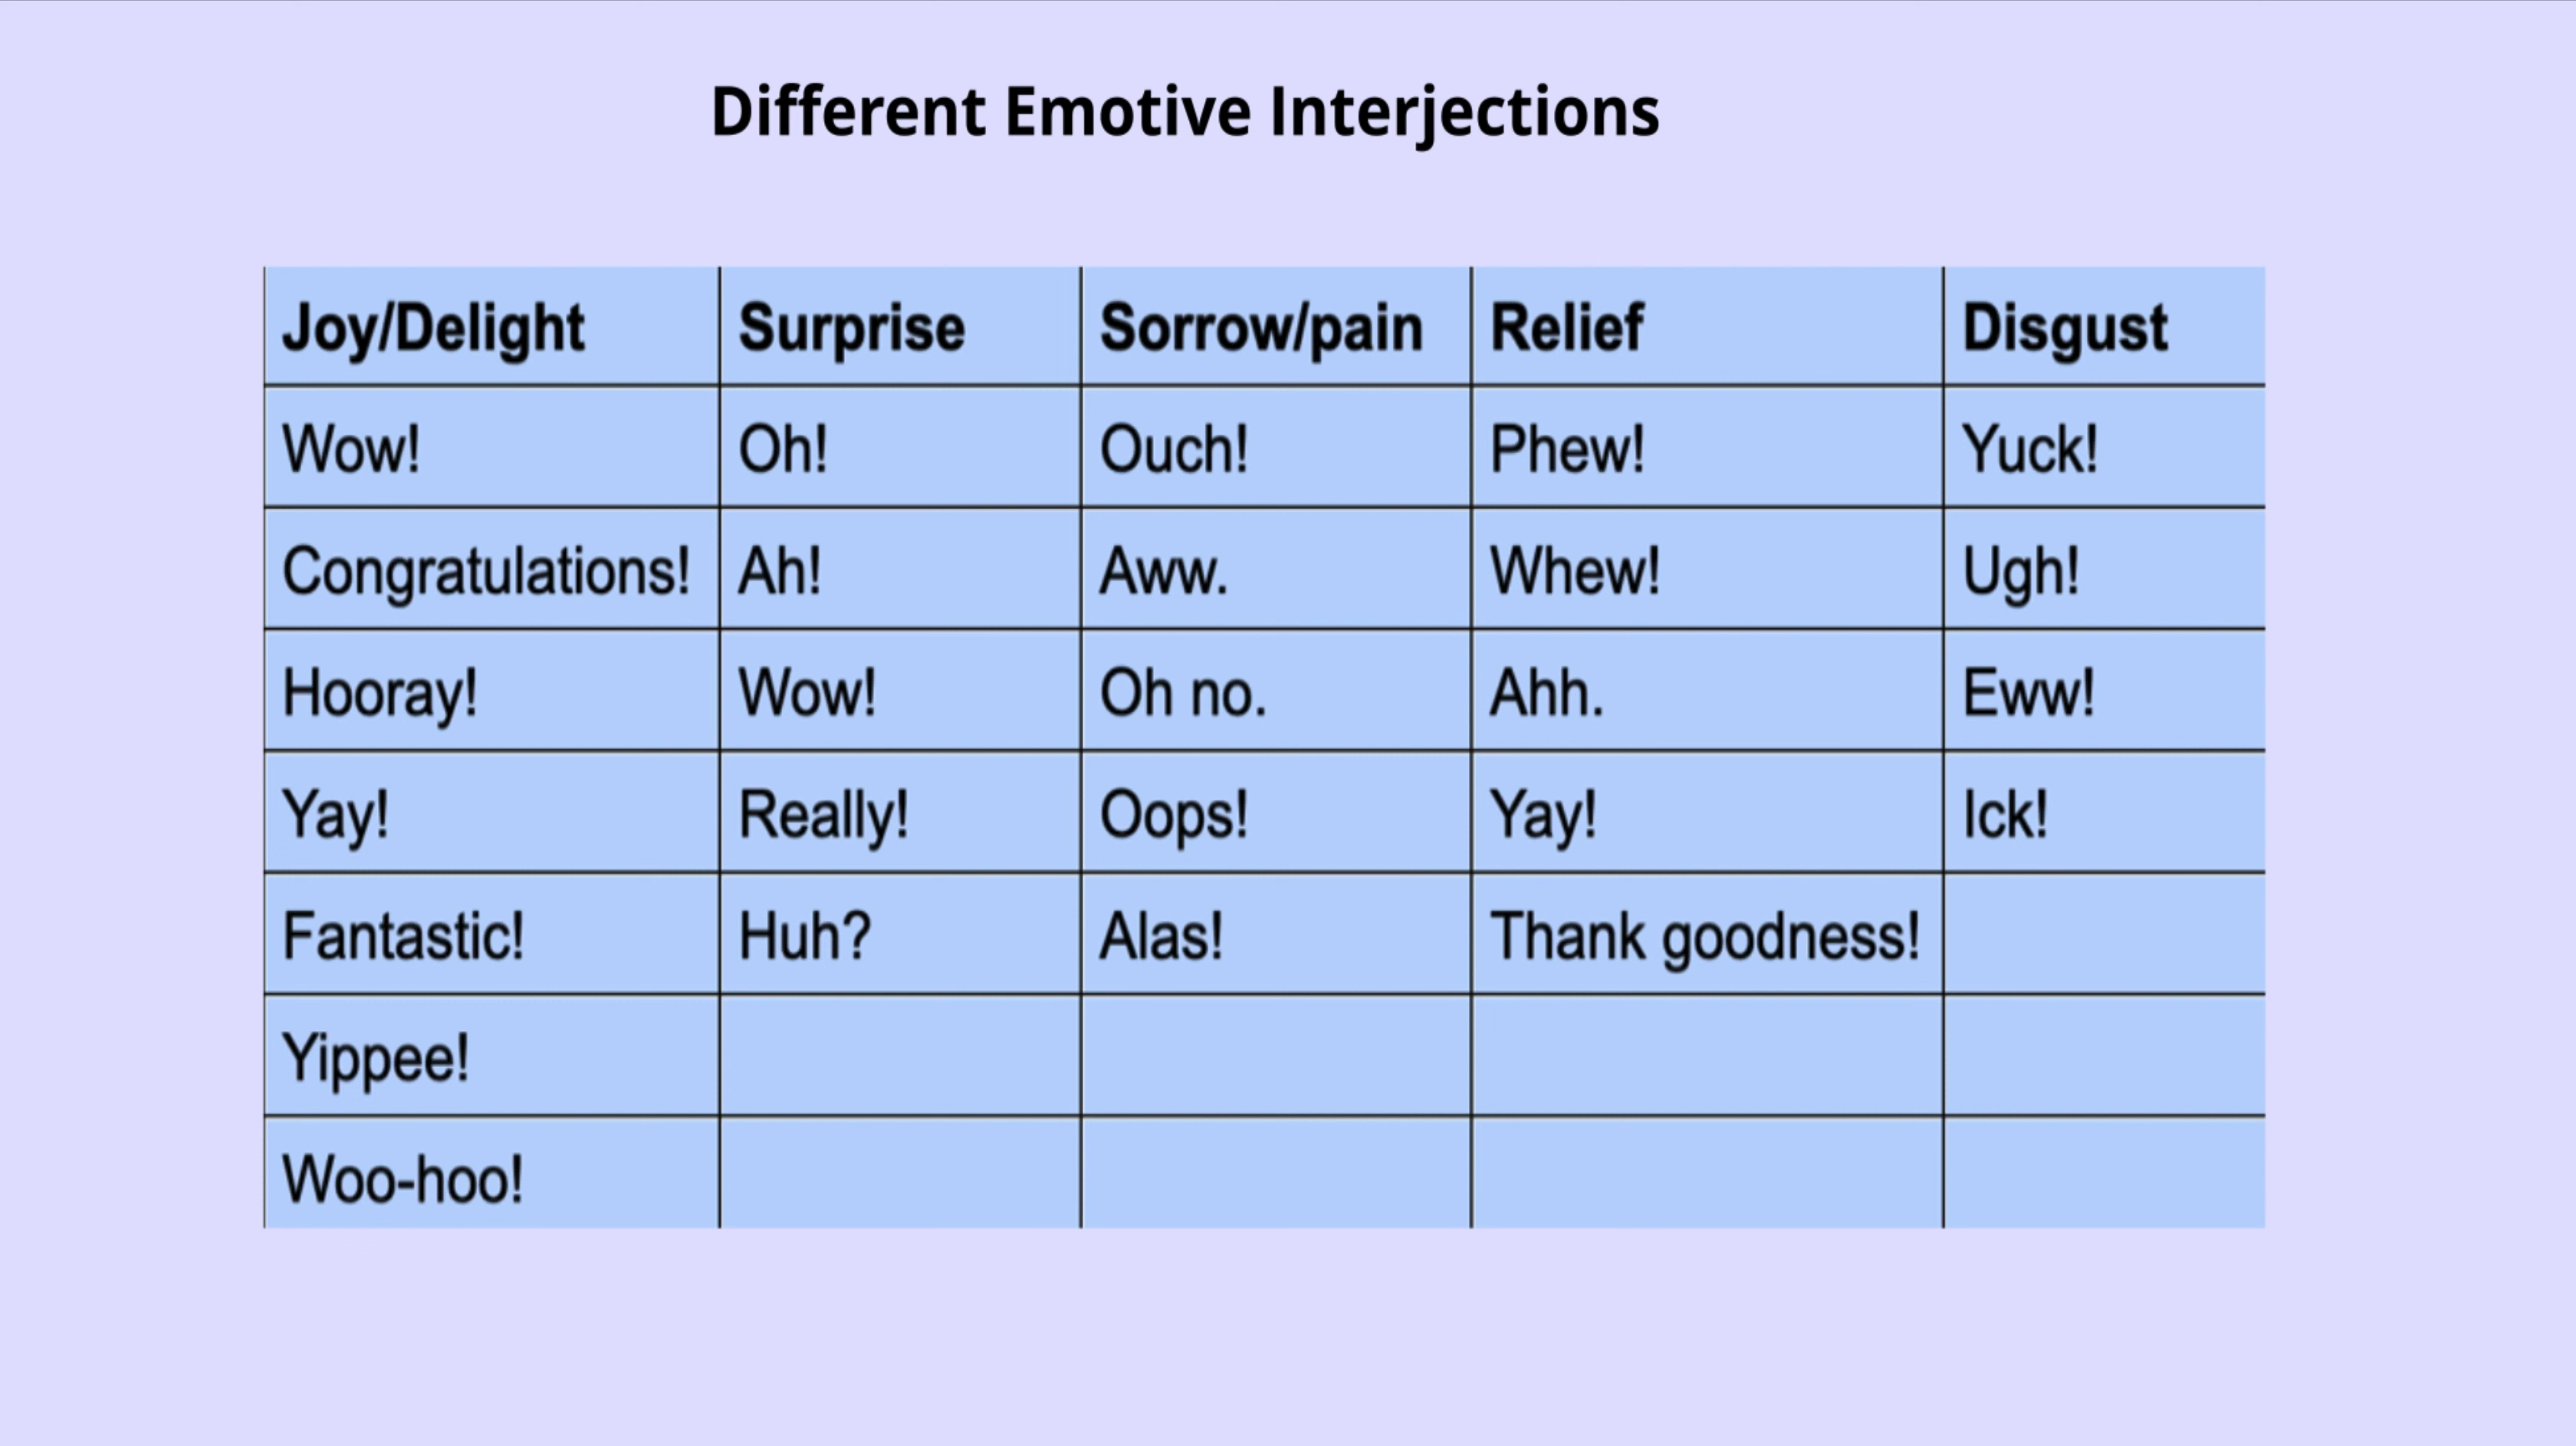 Different Emotive Interjections
Joy/Delight Surprise Sorrow/pain Relief Disgust
Wow! Oh! Ouch! Phew! Yuck!
Congratulations! Ah! Aww. Whew! Ugh!
Hooray! Wow! Oh no. Ahh. Eww!
Yay! Really! Oops! Yay! Ick!
Fantastic! Huh? Alas! Thank goodness!
Yippee!
Woo-hoo!